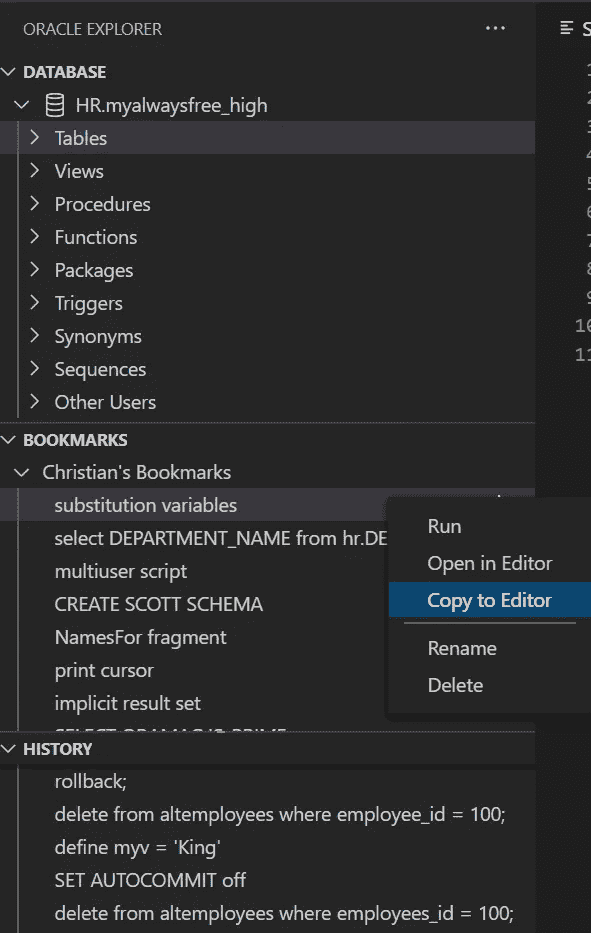 ORACLE EXPLORER
DATABASE
HR.myalwaysfree_high
Tables
Views
Procedures
Functions
Packages
Triggers
Synonyms
Sequences
Other Users
BOOKMARKS
Christian's Bookmarks
substitution variables
select DEPARTMENT_NAME from hr.DE
multiuser script
CREATE SCOTT SCHEMA
NamesFor fragment
print cursor
implicit result set
Run
Open in Editor
Copy to Editor
Rename
Delete
HISTORY
rollback;
delete from altemployees where employee_id = 100;
define myv = 'King'
SET AUTOCOMMIT off
delete from altemployees where employees_id = 100;
S
1
2
3
4
5
6
7
8
9
10
11